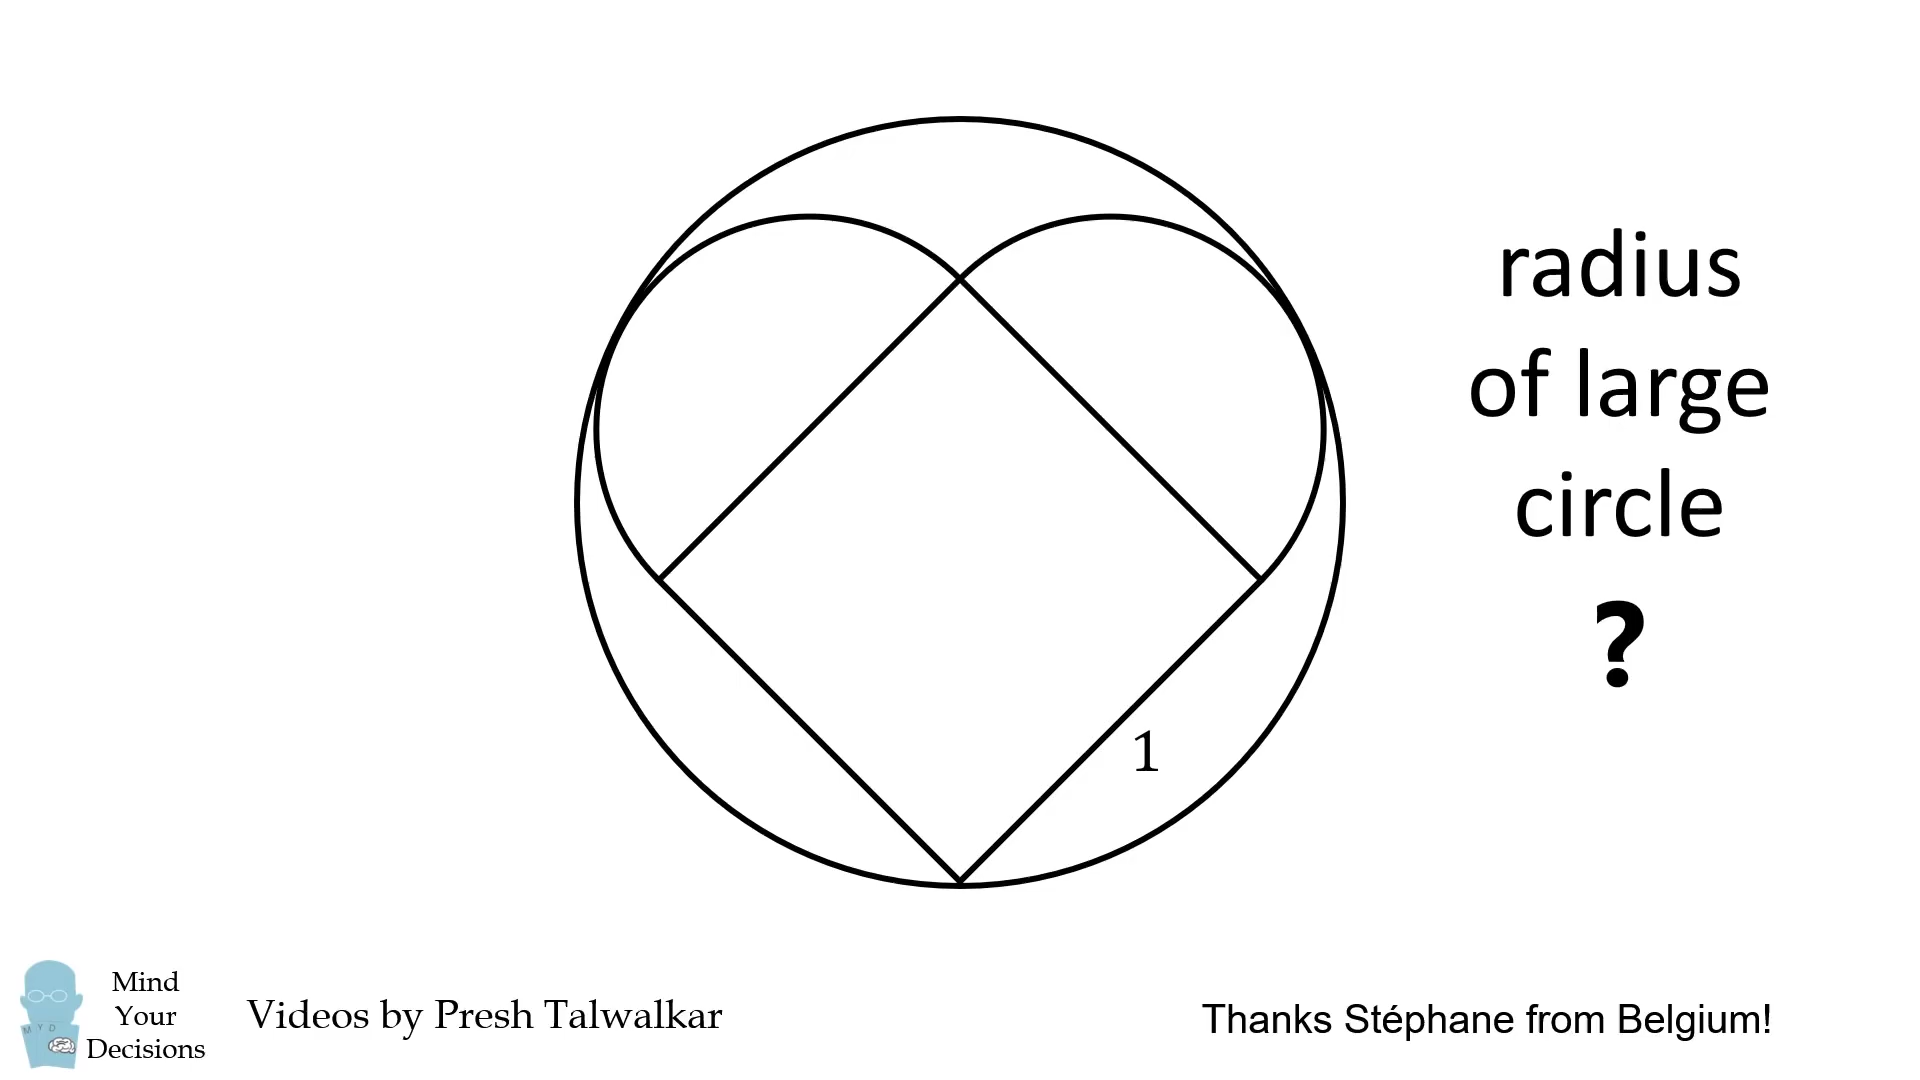 radius
of large
circle
?
1
Mind
Your
Decisions
M Y D
Videos by Presh Talwalkar
Thanks Stéphane from Belgium!